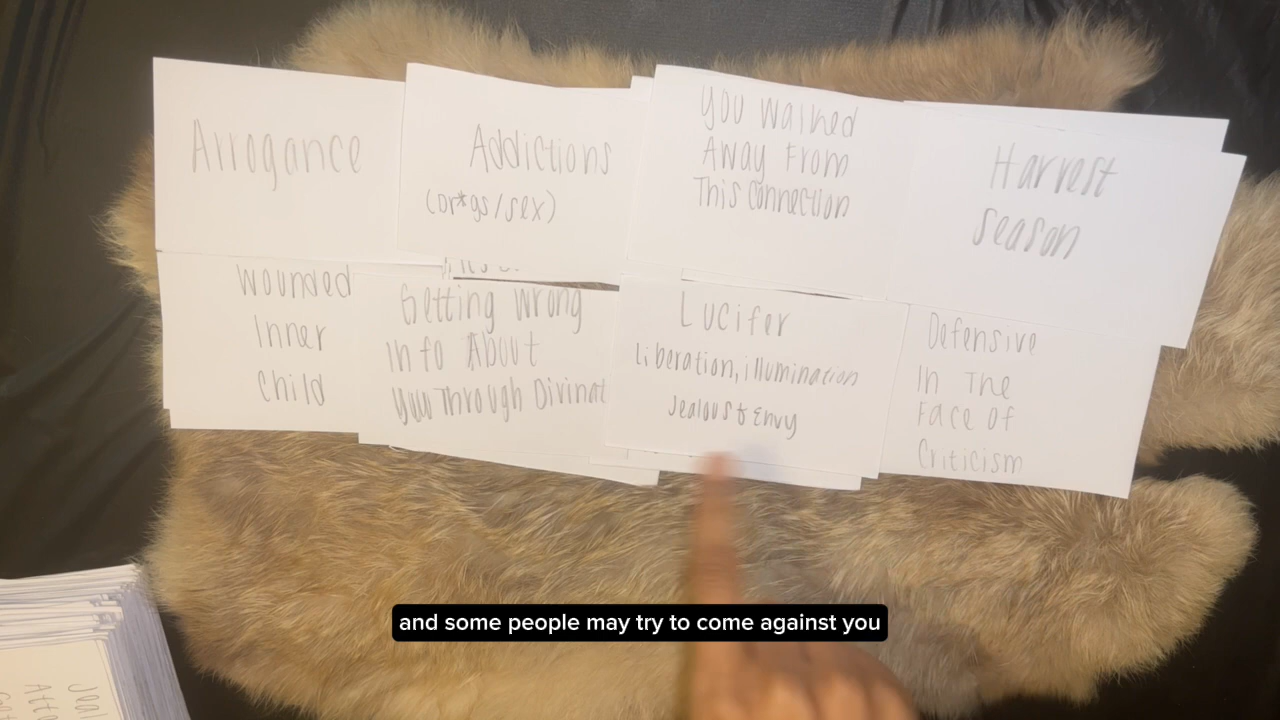 Arrogance
Addictions
(Dr*gs/sex)
You Walked
Away From
This Connection
Harvest
Season
Wounded
Inner
Child
Getting Wrong
Info About
You Through Divinat
Lucifer
Liberation, illumination
Jealous & Envy
Defensive
In The
Face Of
Criticism
Jeal
Atte
and some people may try to come against you